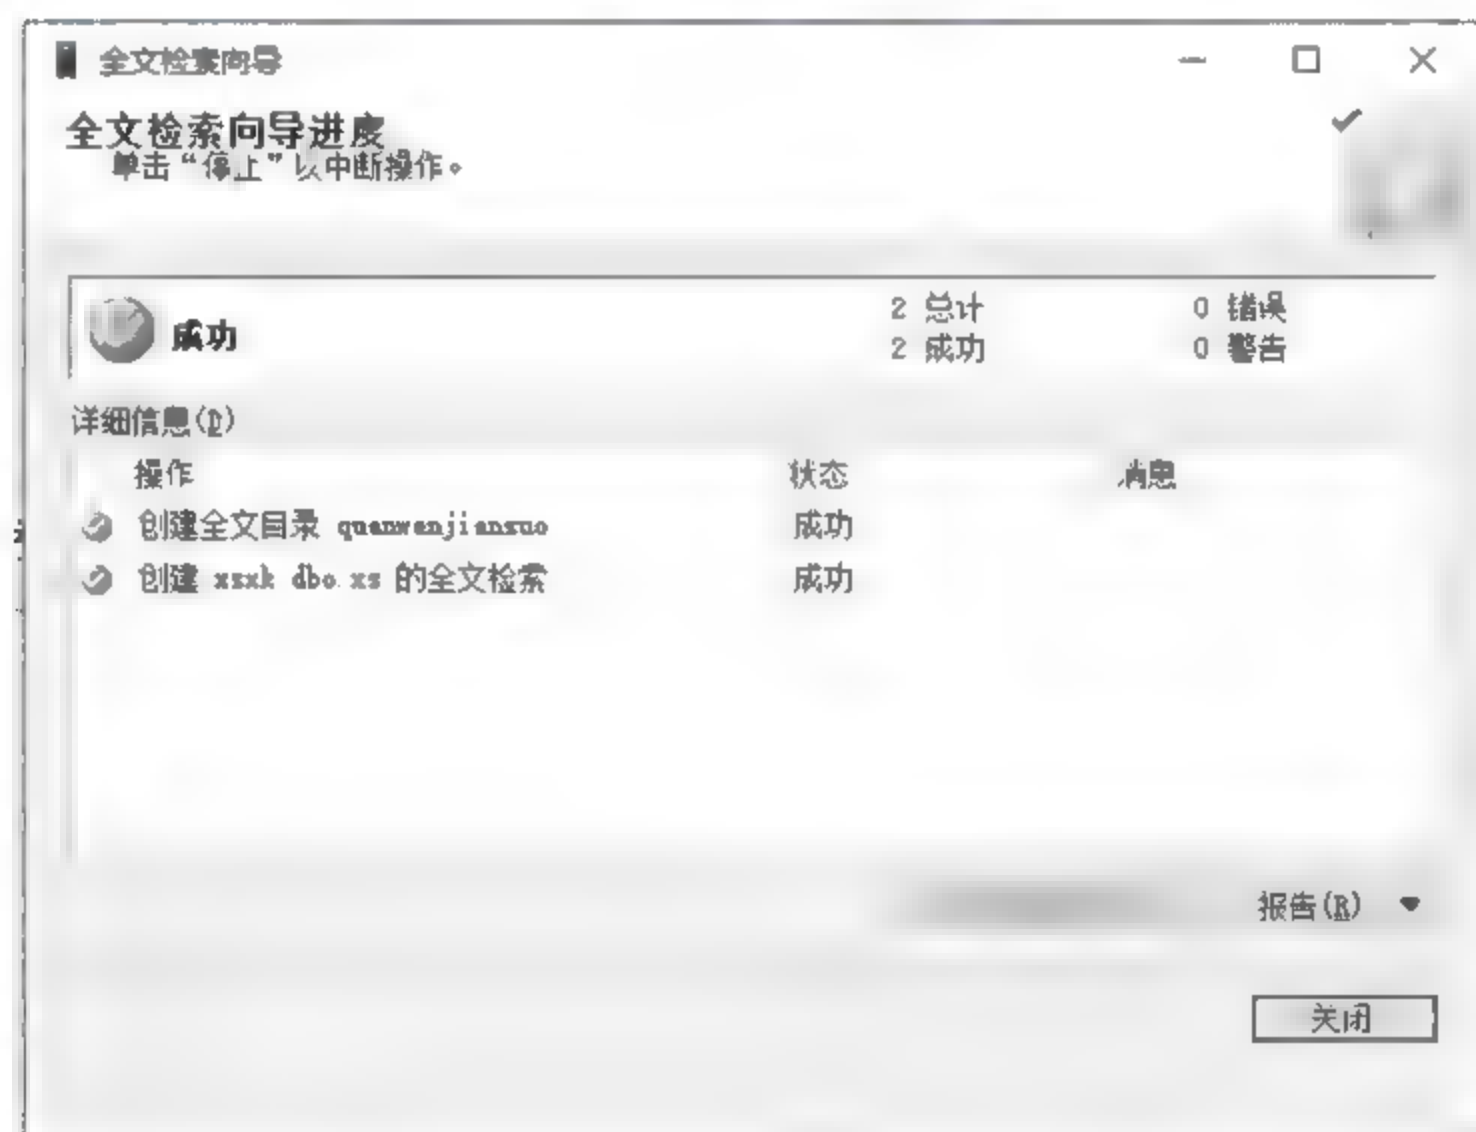 全文检索向导
全文检索向导进度
单击“停止”以中断操作。
成功
2 总计 0 错误
2 成功 0 警告
详细信息(D)
操作 状态 消息
创建全文目录 quanwenjiansuo 成功
创建 xsxk dbo.xs 的全文检索 成功
报告(R)
关闭